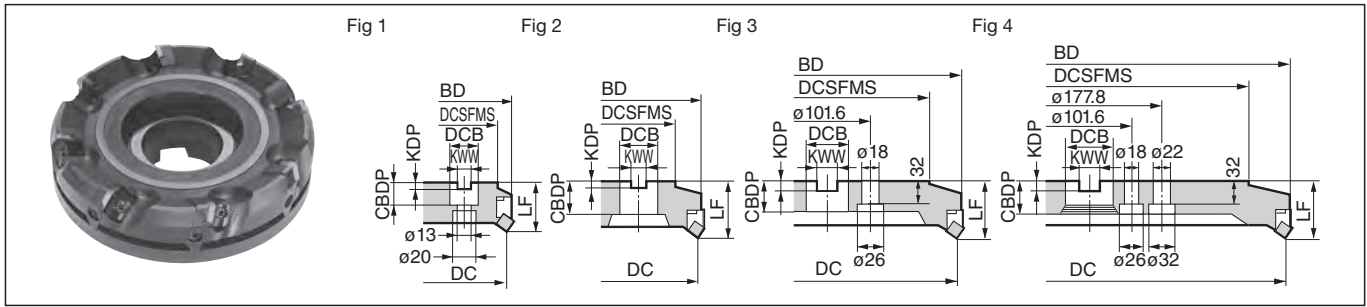 Fig 1
Fig 2
Fig 3
Fig 4
BD
DCSFMS
DCB
KWW
KDP
CBDP
LF
ø13
ø20
DC
BD
DCSFMS
DCB
KWW
KDP
CBDP
LF
DC
BD
DCSFMS
ø101.6
DCB
KWW
ø18
32
KDP
CBDP
LF
ø26
DC
BD
DCSFMS
ø177.8
ø101.6
DCB
KWW
ø18
ø22
32
KDP
CBDP
LF
ø26
ø32
DC